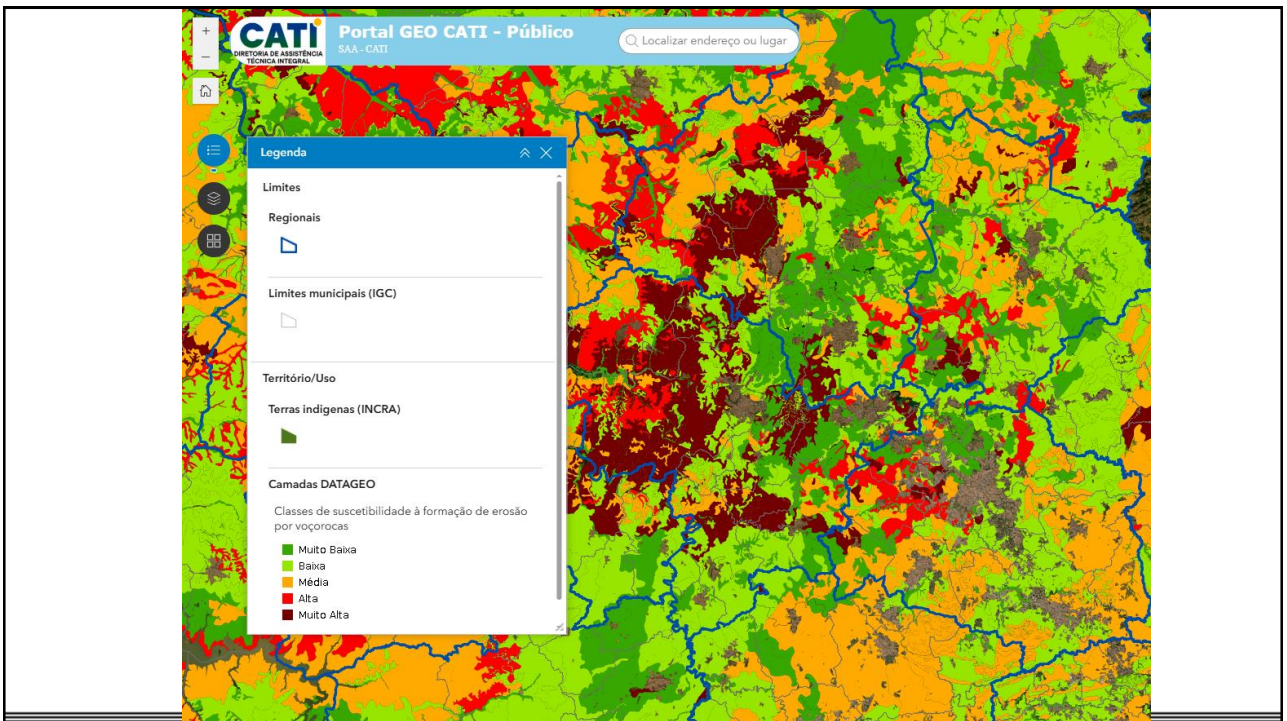 +
CATI
DIRETORIA DE ASSISTÊNCIA
TÉCNICA INTEGRAL
Portal GEO CATI - Público
SAA - CATI
Localizar endereço ou lugar
−
Legenda
Limites
Regionais
Limites municipais (IGC)
Território/Uso
Terras indigenas (INCRA)
Camadas DATAGEO
Classes de suscetibilidade à formação de erosão
por voçorocas
Muito Baixa
Baixa
Média
Alta
Muito Alta